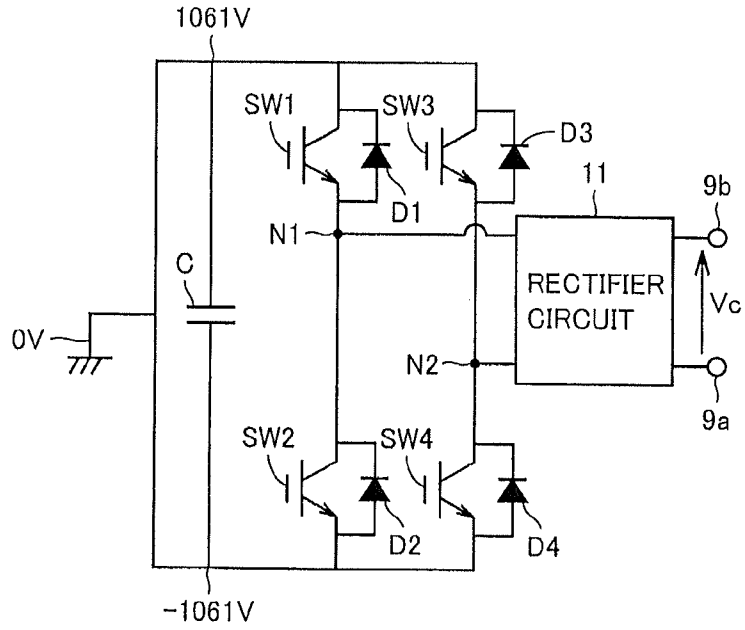 1061V
SW1
SW3
D3
D1
11
9b
N1
C
RECTIFIER
CIRCUIT
Vc
0V
N2
9a
SW2
SW4
D2
D4
-1061V